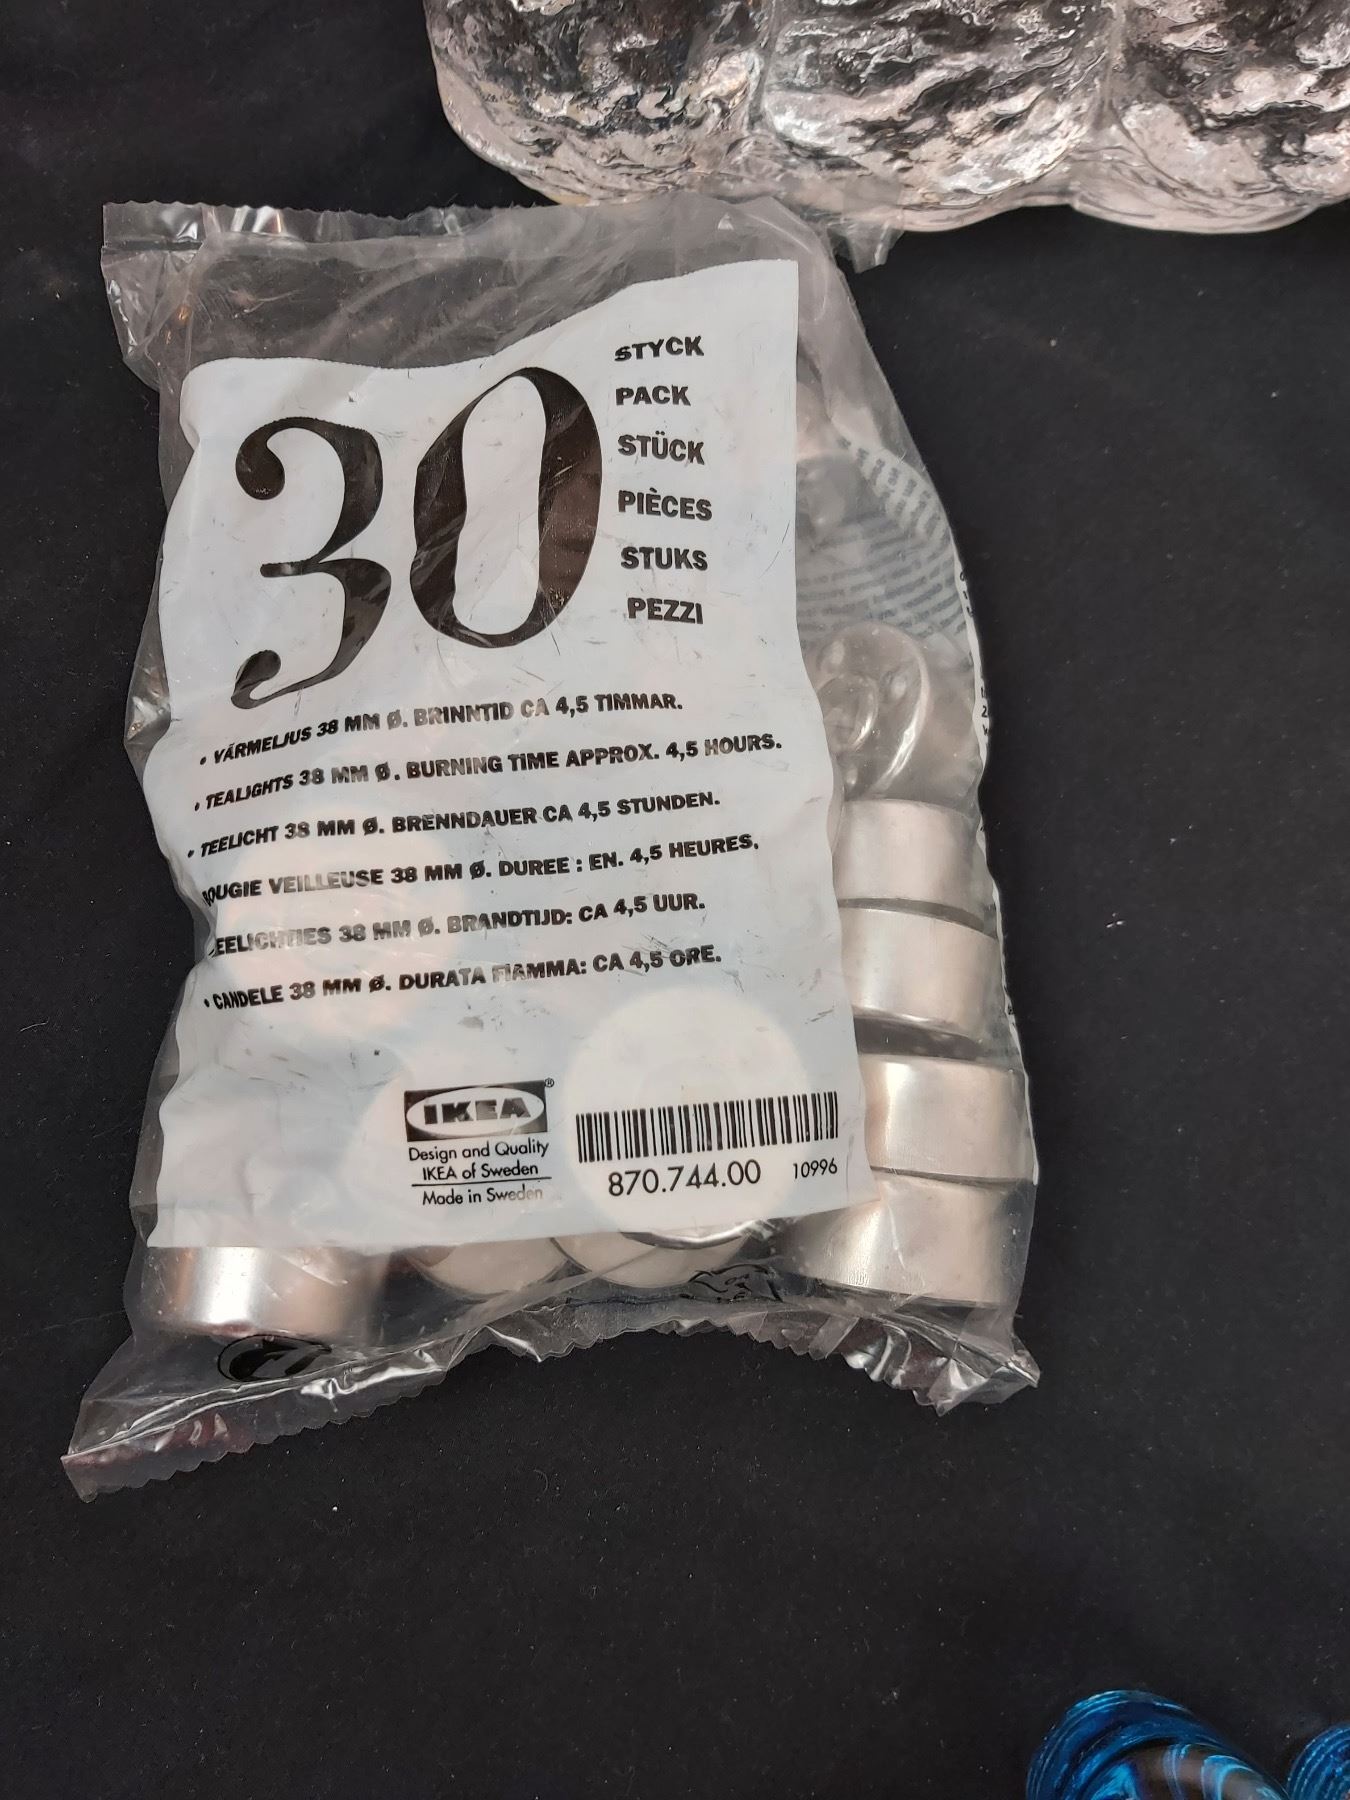 30
STYCK
PACK
STÜCK
PIÈCES
STUKS
PEZZI
• VÄRMELJUS 38 MM Ø. BRINNTID CA 4,5 TIMMAR.
• TEALIGHTS 38 MM Ø. BURNING TIME APPROX. 4,5 HOURS.
• TEELICHT 38 MM Ø. BRENNDAUER CA 4,5 STUNDEN.
OUGIE VEILLEUSE 38 MM Ø. DUREE : EN. 4,5 HEURES.
EELICHTJES 38 MM Ø. BRANDTIJD: CA 4,5 UUR.
• CANDELE 38 MM Ø. DURATA FIAMMA: CA 4,5 ORE.
IKEA®
Design and Quality
IKEA of Sweden
Made in Sweden
870.744.00 10996